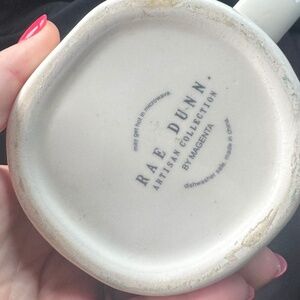 may get hot in microwave.
RAE DUNN.
ARTISAN COLLECTION
BY MAGENTA
dishwasher safe, made in china.